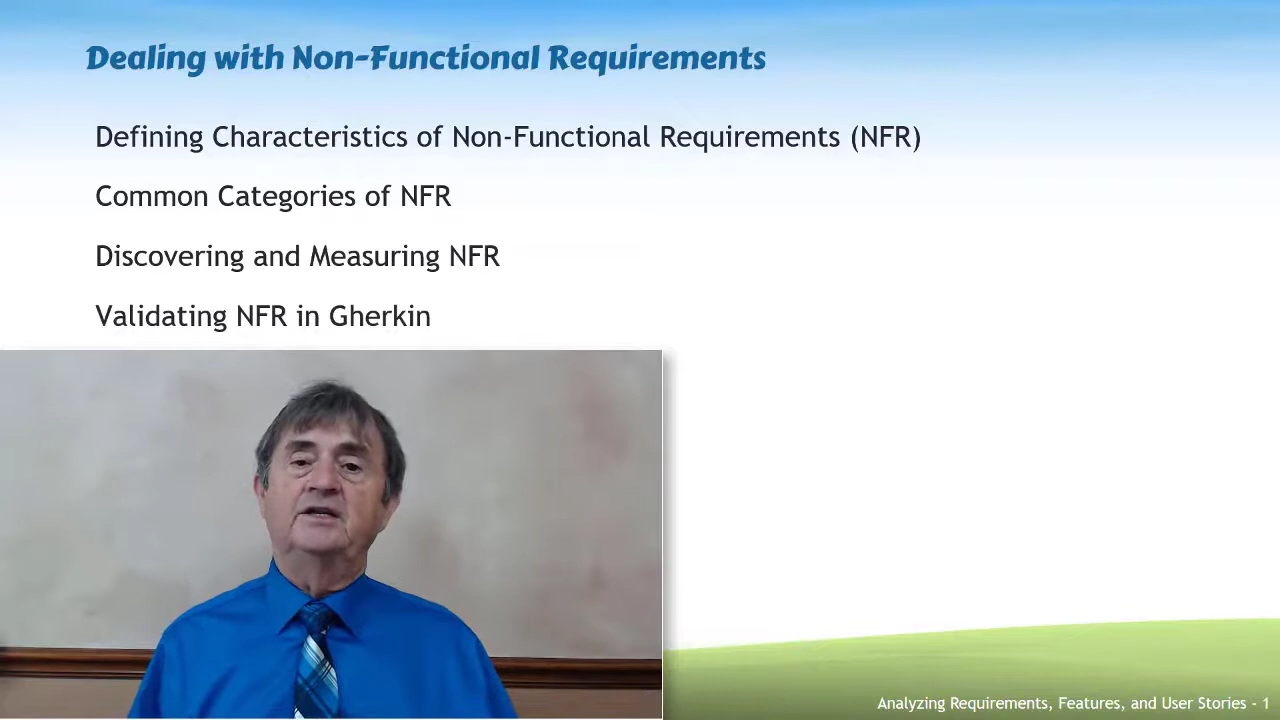 Dealing with Non-Functional Requirements
Defining Characteristics of Non-Functional Requirements (NFR)
Common Categories of NFR
Discovering and Measuring NFR
Validating NFR in Gherkin
Analyzing Requirements, Features, and User Stories - 1